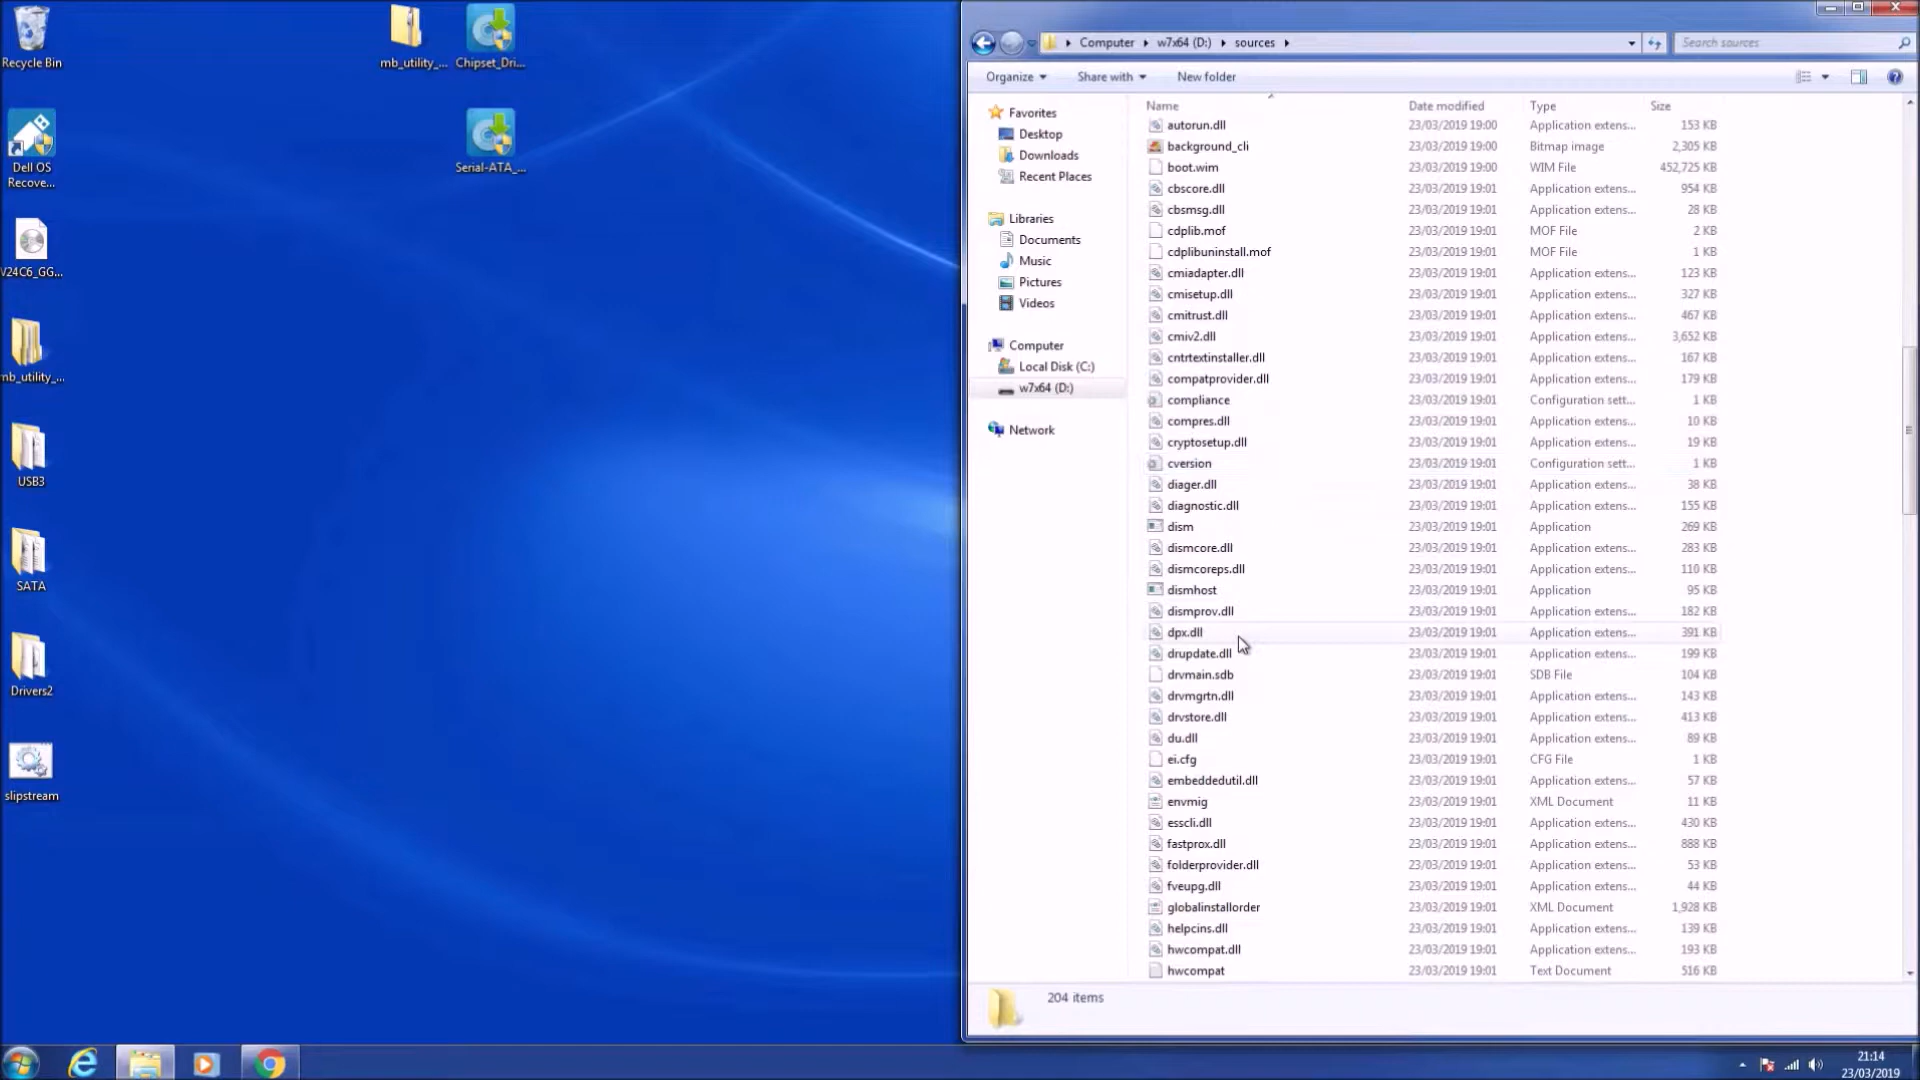 Recycle Bin
mb_utility_...
Chipset_Dri...
Dell OS
Recove...
Serial-ATA_...
V24C6_GG...
mb_utility_...
USB3
SATA
Drivers2
slipstream
Computer
w7x64 (D:)
sources
Search sources
Organize
Share with
New folder
Favorites
Desktop
Downloads
Recent Places
Libraries
Documents
Music
Pictures
Videos
Computer
Local Disk (C:)
w7x64 (D:)
Network
Name Date modified Type Size
autorun.dll 23/03/2019 19:00 Application extens... 153 KB
background_cli 23/03/2019 19:00 Bitmap image 2,305 KB
boot.wim 23/03/2019 19:00 WIM File 452,725 KB
cbscore.dll 23/03/2019 19:01 Application extens... 954 KB
cbsmsg.dll 23/03/2019 19:01 Application extens... 28 KB
cdplib.mof 23/03/2019 19:01 MOF File 2 KB
cdplibuninstall.mof 23/03/2019 19:01 MOF File 1 KB
cmiadapter.dll 23/03/2019 19:01 Application extens... 123 KB
cmisetup.dll 23/03/2019 19:01 Application extens... 327 KB
cmitrust.dll 23/03/2019 19:01 Application extens... 467 KB
cmiv2.dll 23/03/2019 19:01 Application extens... 3,652 KB
cntrtextinstaller.dll 23/03/2019 19:01 Application extens... 167 KB
compatprovider.dll 23/03/2019 19:01 Application extens... 179 KB
compliance 23/03/2019 19:01 Configuration sett... 1 KB
compres.dll 23/03/2019 19:01 Application extens... 10 KB
cryptosetup.dll 23/03/2019 19:01 Application extens... 19 KB
cversion 23/03/2019 19:01 Configuration sett... 1 KB
diager.dll 23/03/2019 19:01 Application extens... 38 KB
diagnostic.dll 23/03/2019 19:01 Application extens... 155 KB
dism 23/03/2019 19:01 Application 269 KB
dismcore.dll 23/03/2019 19:01 Application extens... 283 KB
dismcoreps.dll 23/03/2019 19:01 Application extens... 110 KB
dismhost 23/03/2019 19:01 Application 95 KB
dismprov.dll 23/03/2019 19:01 Application extens... 182 KB
dpx.dll 23/03/2019 19:01 Application extens... 391 KB
drupdate.dll 23/03/2019 19:01 Application extens... 199 KB
drvmain.sdb 23/03/2019 19:01 SDB File 104 KB
drvmgrtn.dll 23/03/2019 19:01 Application extens... 143 KB
drvstore.dll 23/03/2019 19:01 Application extens... 413 KB
du.dll 23/03/2019 19:01 Application extens... 89 KB
ei.cfg 23/03/2019 19:01 CFG File 1 KB
embeddedutil.dll 23/03/2019 19:01 Application extens... 57 KB
envmig 23/03/2019 19:01 XML Document 11 KB
esscli.dll 23/03/2019 19:01 Application extens... 430 KB
fastprox.dll 23/03/2019 19:01 Application extens... 888 KB
folderprovider.dll 23/03/2019 19:01 Application extens... 53 KB
fveupg.dll 23/03/2019 19:01 Application extens... 44 KB
globalinstallorder 23/03/2019 19:01 XML Document 1,928 KB
helpcins.dll 23/03/2019 19:01 Application extens... 139 KB
hwcompat.dll 23/03/2019 19:01 Application extens... 193 KB
hwcompat 23/03/2019 19:01 Text Document 516 KB
204 items
21:14
23/03/2019